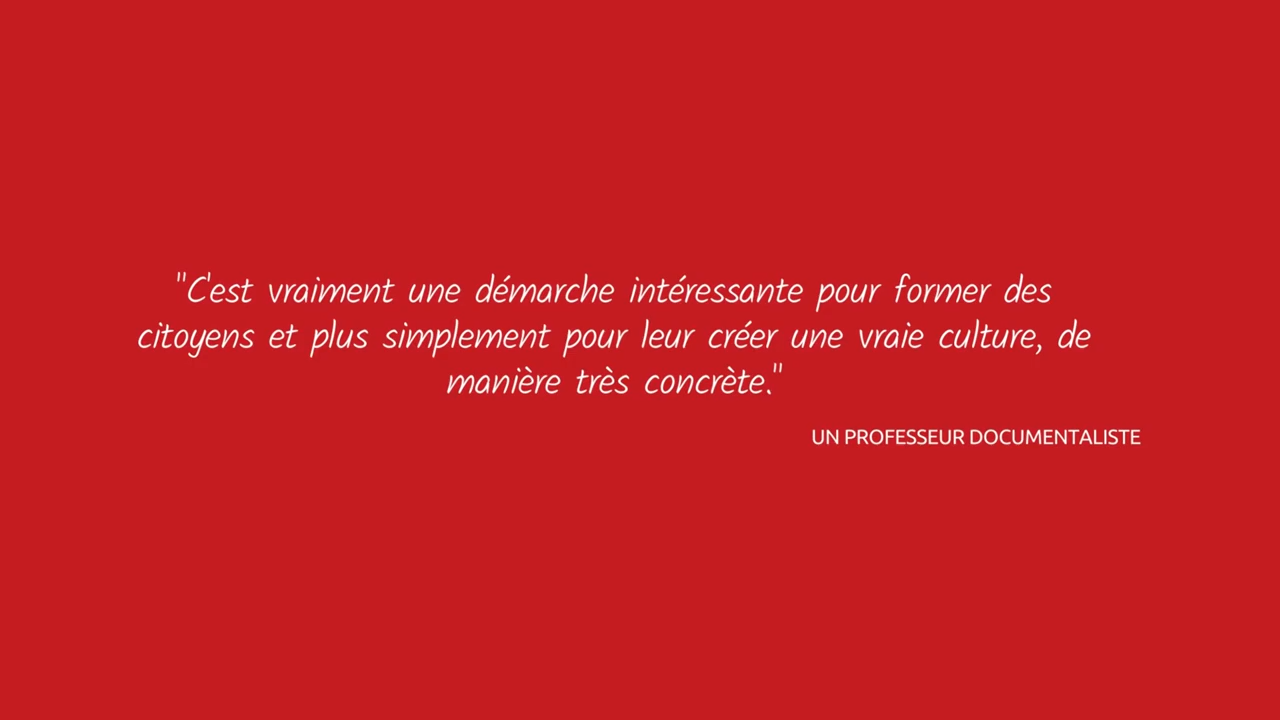 "C'est vraiment une démarche intéressante pour former des
citoyens et plus simplement pour leur créer une vraie culture, de
manière très concrète."
UN PROFESSEUR DOCUMENTALISTE